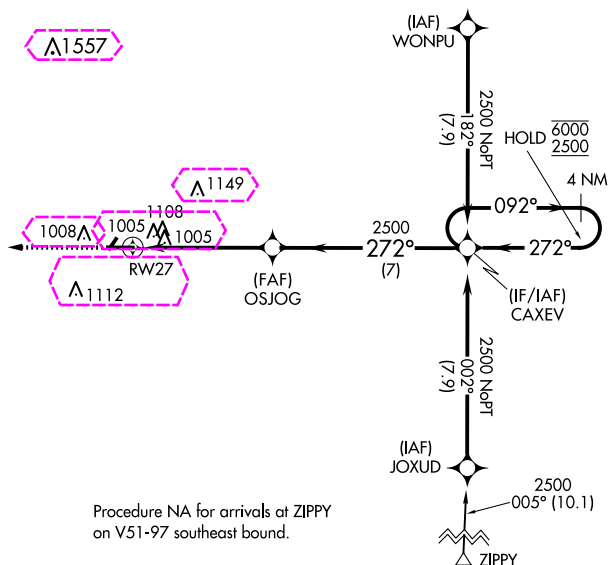 1557
(IAF)
WONPU
2500 NoPT
182°
(7.9)
HOLD
6000
2500
4 NM
1149
092°
1108
1008
1005
1005
2500
272°
(7)
272°
RW27
(FAF)
OSJOG
(IF/IAF)
CAXEV
1112
2500 NoPT
002°
(7.9)
(IAF)
JOXUD
2500
005° (10.1)
Procedure NA for arrivals at ZIPPY
on V51-97 southeast bound.
ZIPPY